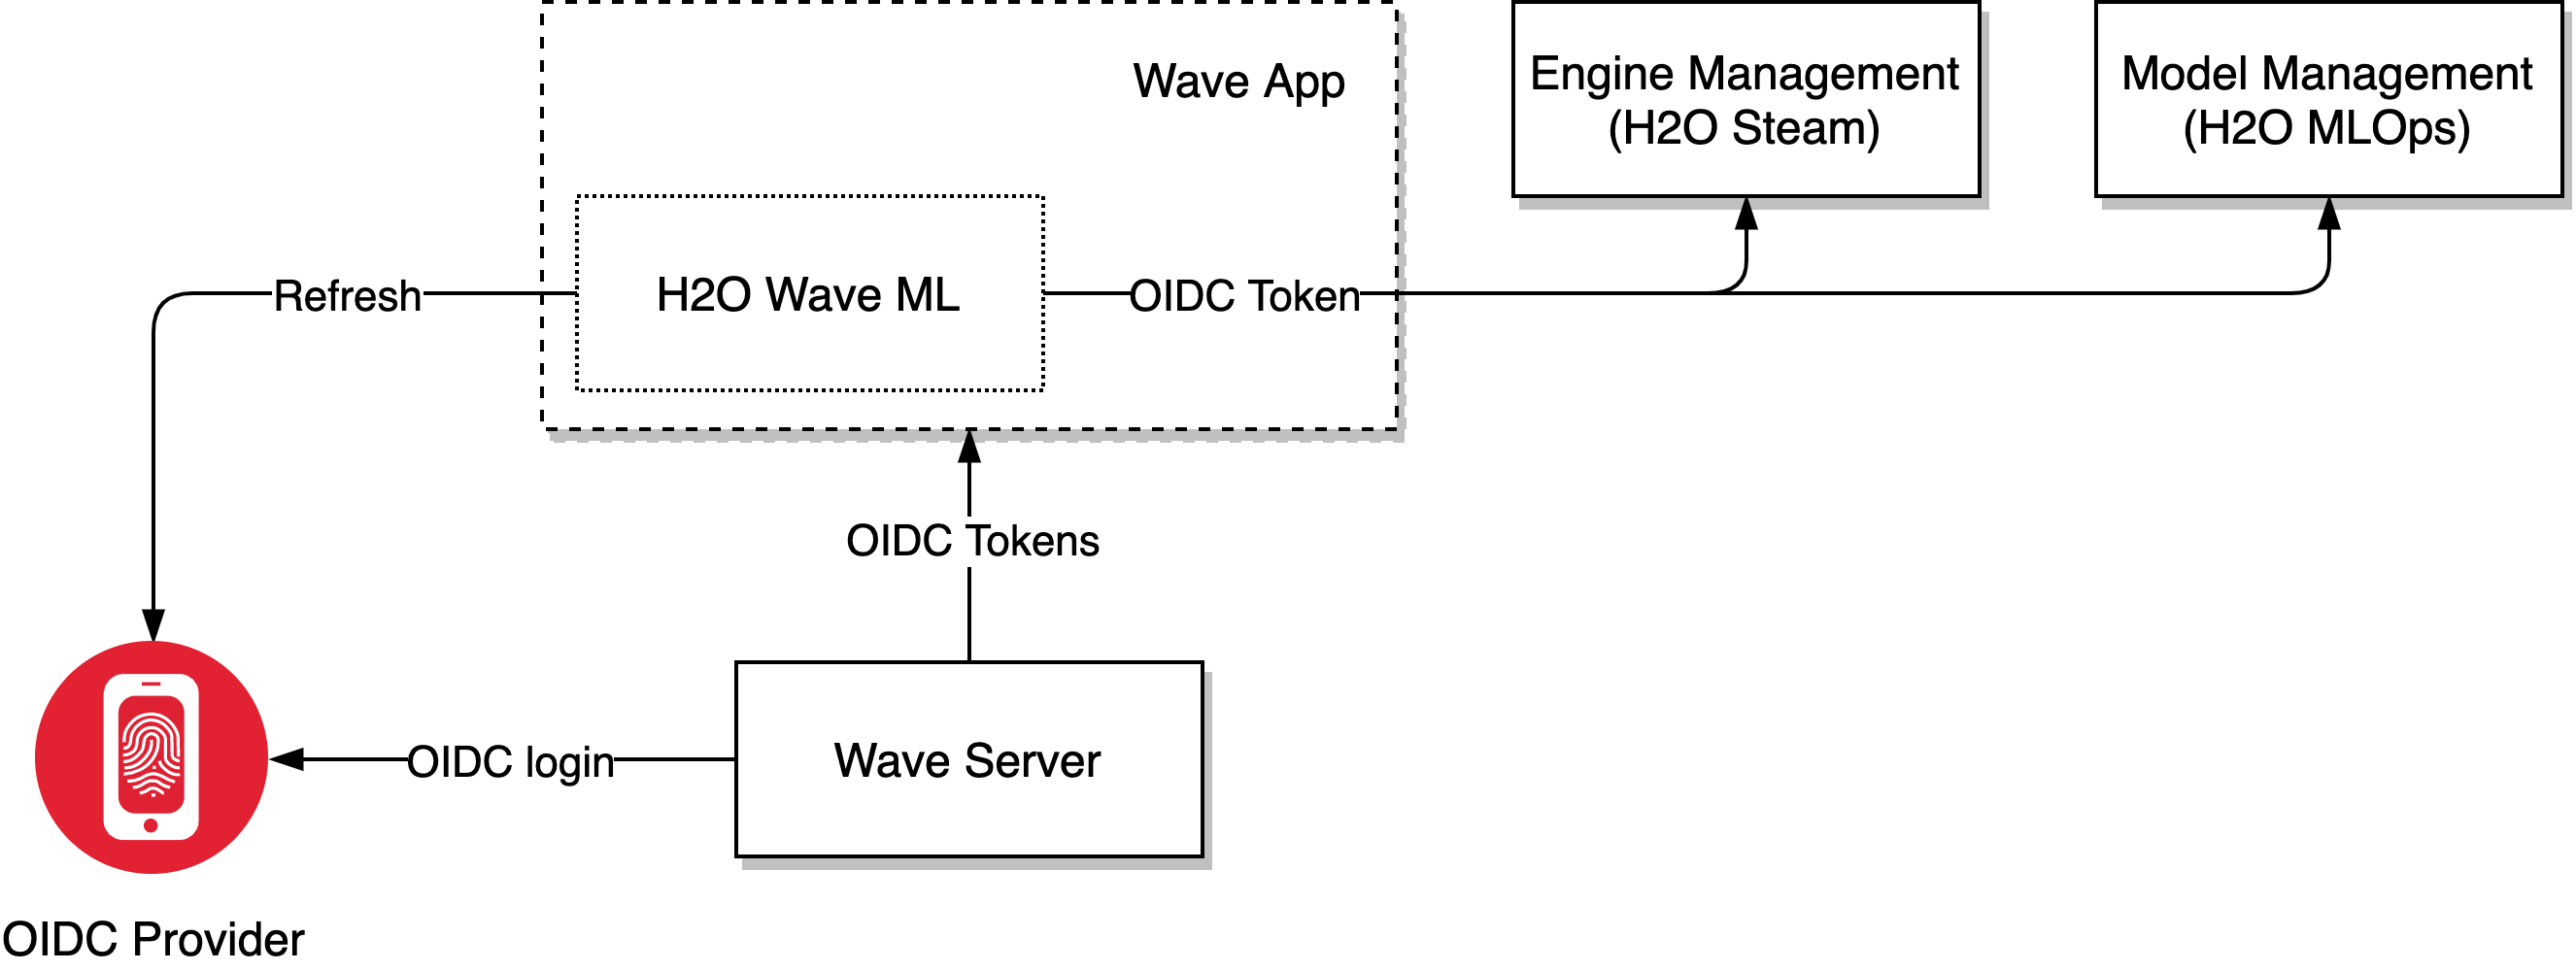 Wave App
Engine Management
(H2O Steam)
Model Management
(H2O MLOps)
Refresh
H2O Wave ML
OIDC Token
OIDC Tokens
OIDC login
Wave Server
OIDC Provider